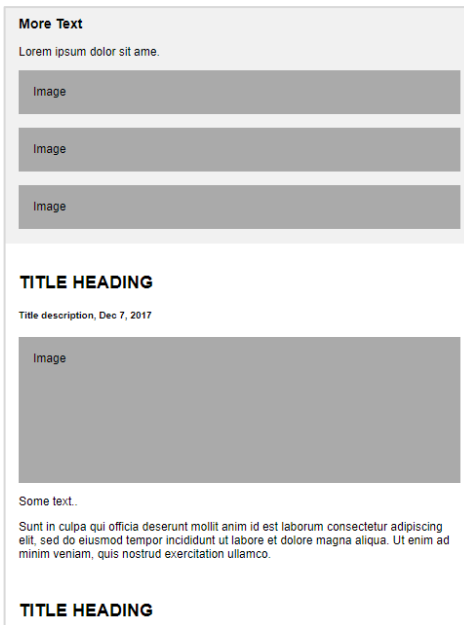 More Text
Lorem ipsum dolor sit ame.
Image
Image
Image
TITLE HEADING
Title description, Dec 7, 2017
Image
Some text..
Sunt in culpa qui officia deserunt mollit anim id est laborum consectetur adipiscing
elit, sed do eiusmod tempor incididunt ut labore et dolore magna aliqua. Ut enim ad
minim veniam, quis nostrud exercitation ullamco.
TITLE HEADING